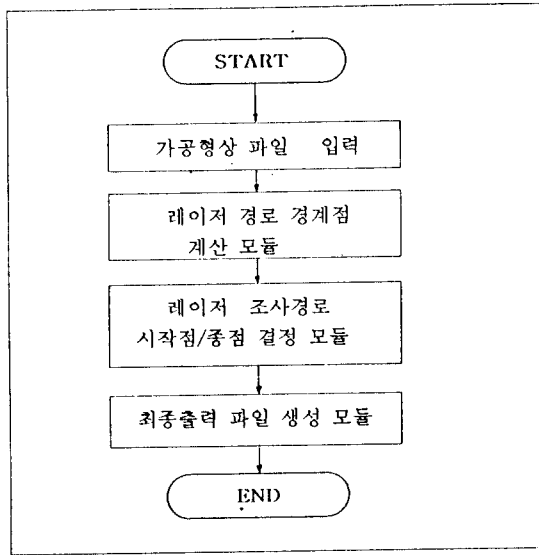 START
가공형상 파일 입력
레이저 경로 경계점
계산 모듈
레이저 조사경로
시작점/종점 결정 모듈
최종출력 파일 생성 모듈
END